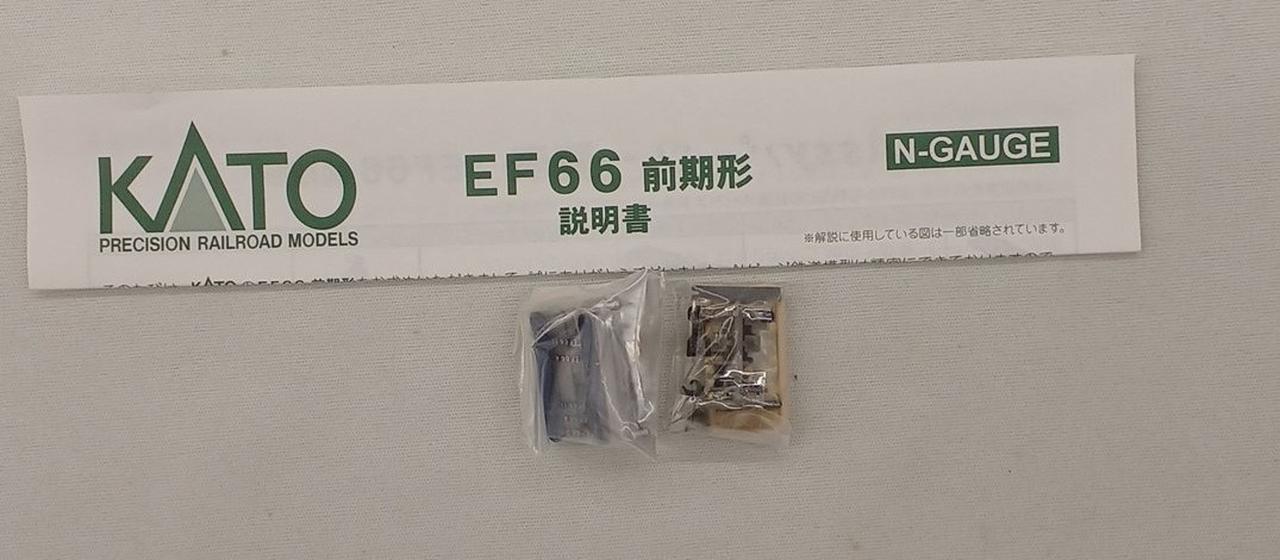 KATO
PRECISION RAILROAD MODELS
EF66 前期形
説明書
N-GAUGE
※解説に使用している図は一部省略されています。